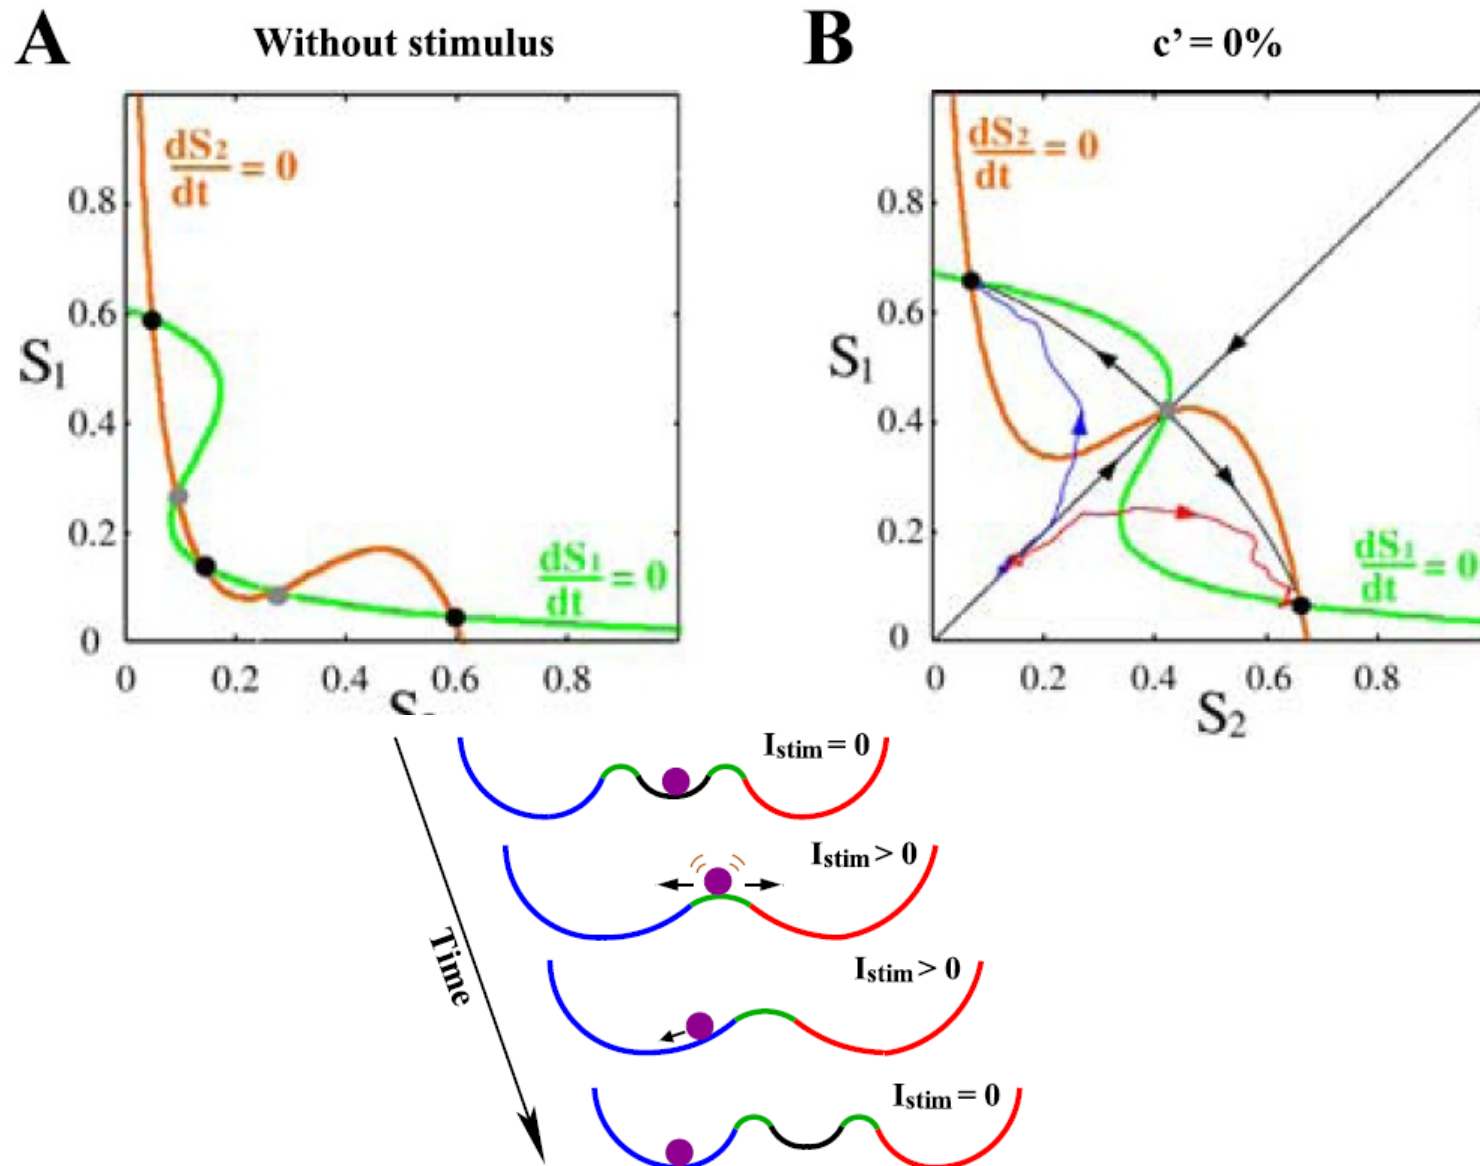 A Without stimulus
dS₂/dt = 0
0.8
0.6
S₁
0.4
0.2
dS₁/dt = 0
0
0 0.2 0.4 0.6 0.8
B c’ = 0%
dS₂/dt = 0
0.8
0.6
S₁
0.4
0.2
dS₁/dt = 0
0
0 0.2 0.4 0.6 0.8
S₂
Iₛₜᵢₘ = 0
Iₛₜᵢₘ > 0
Iₛₜᵢₘ > 0
Iₛₜᵢₘ = 0
Time